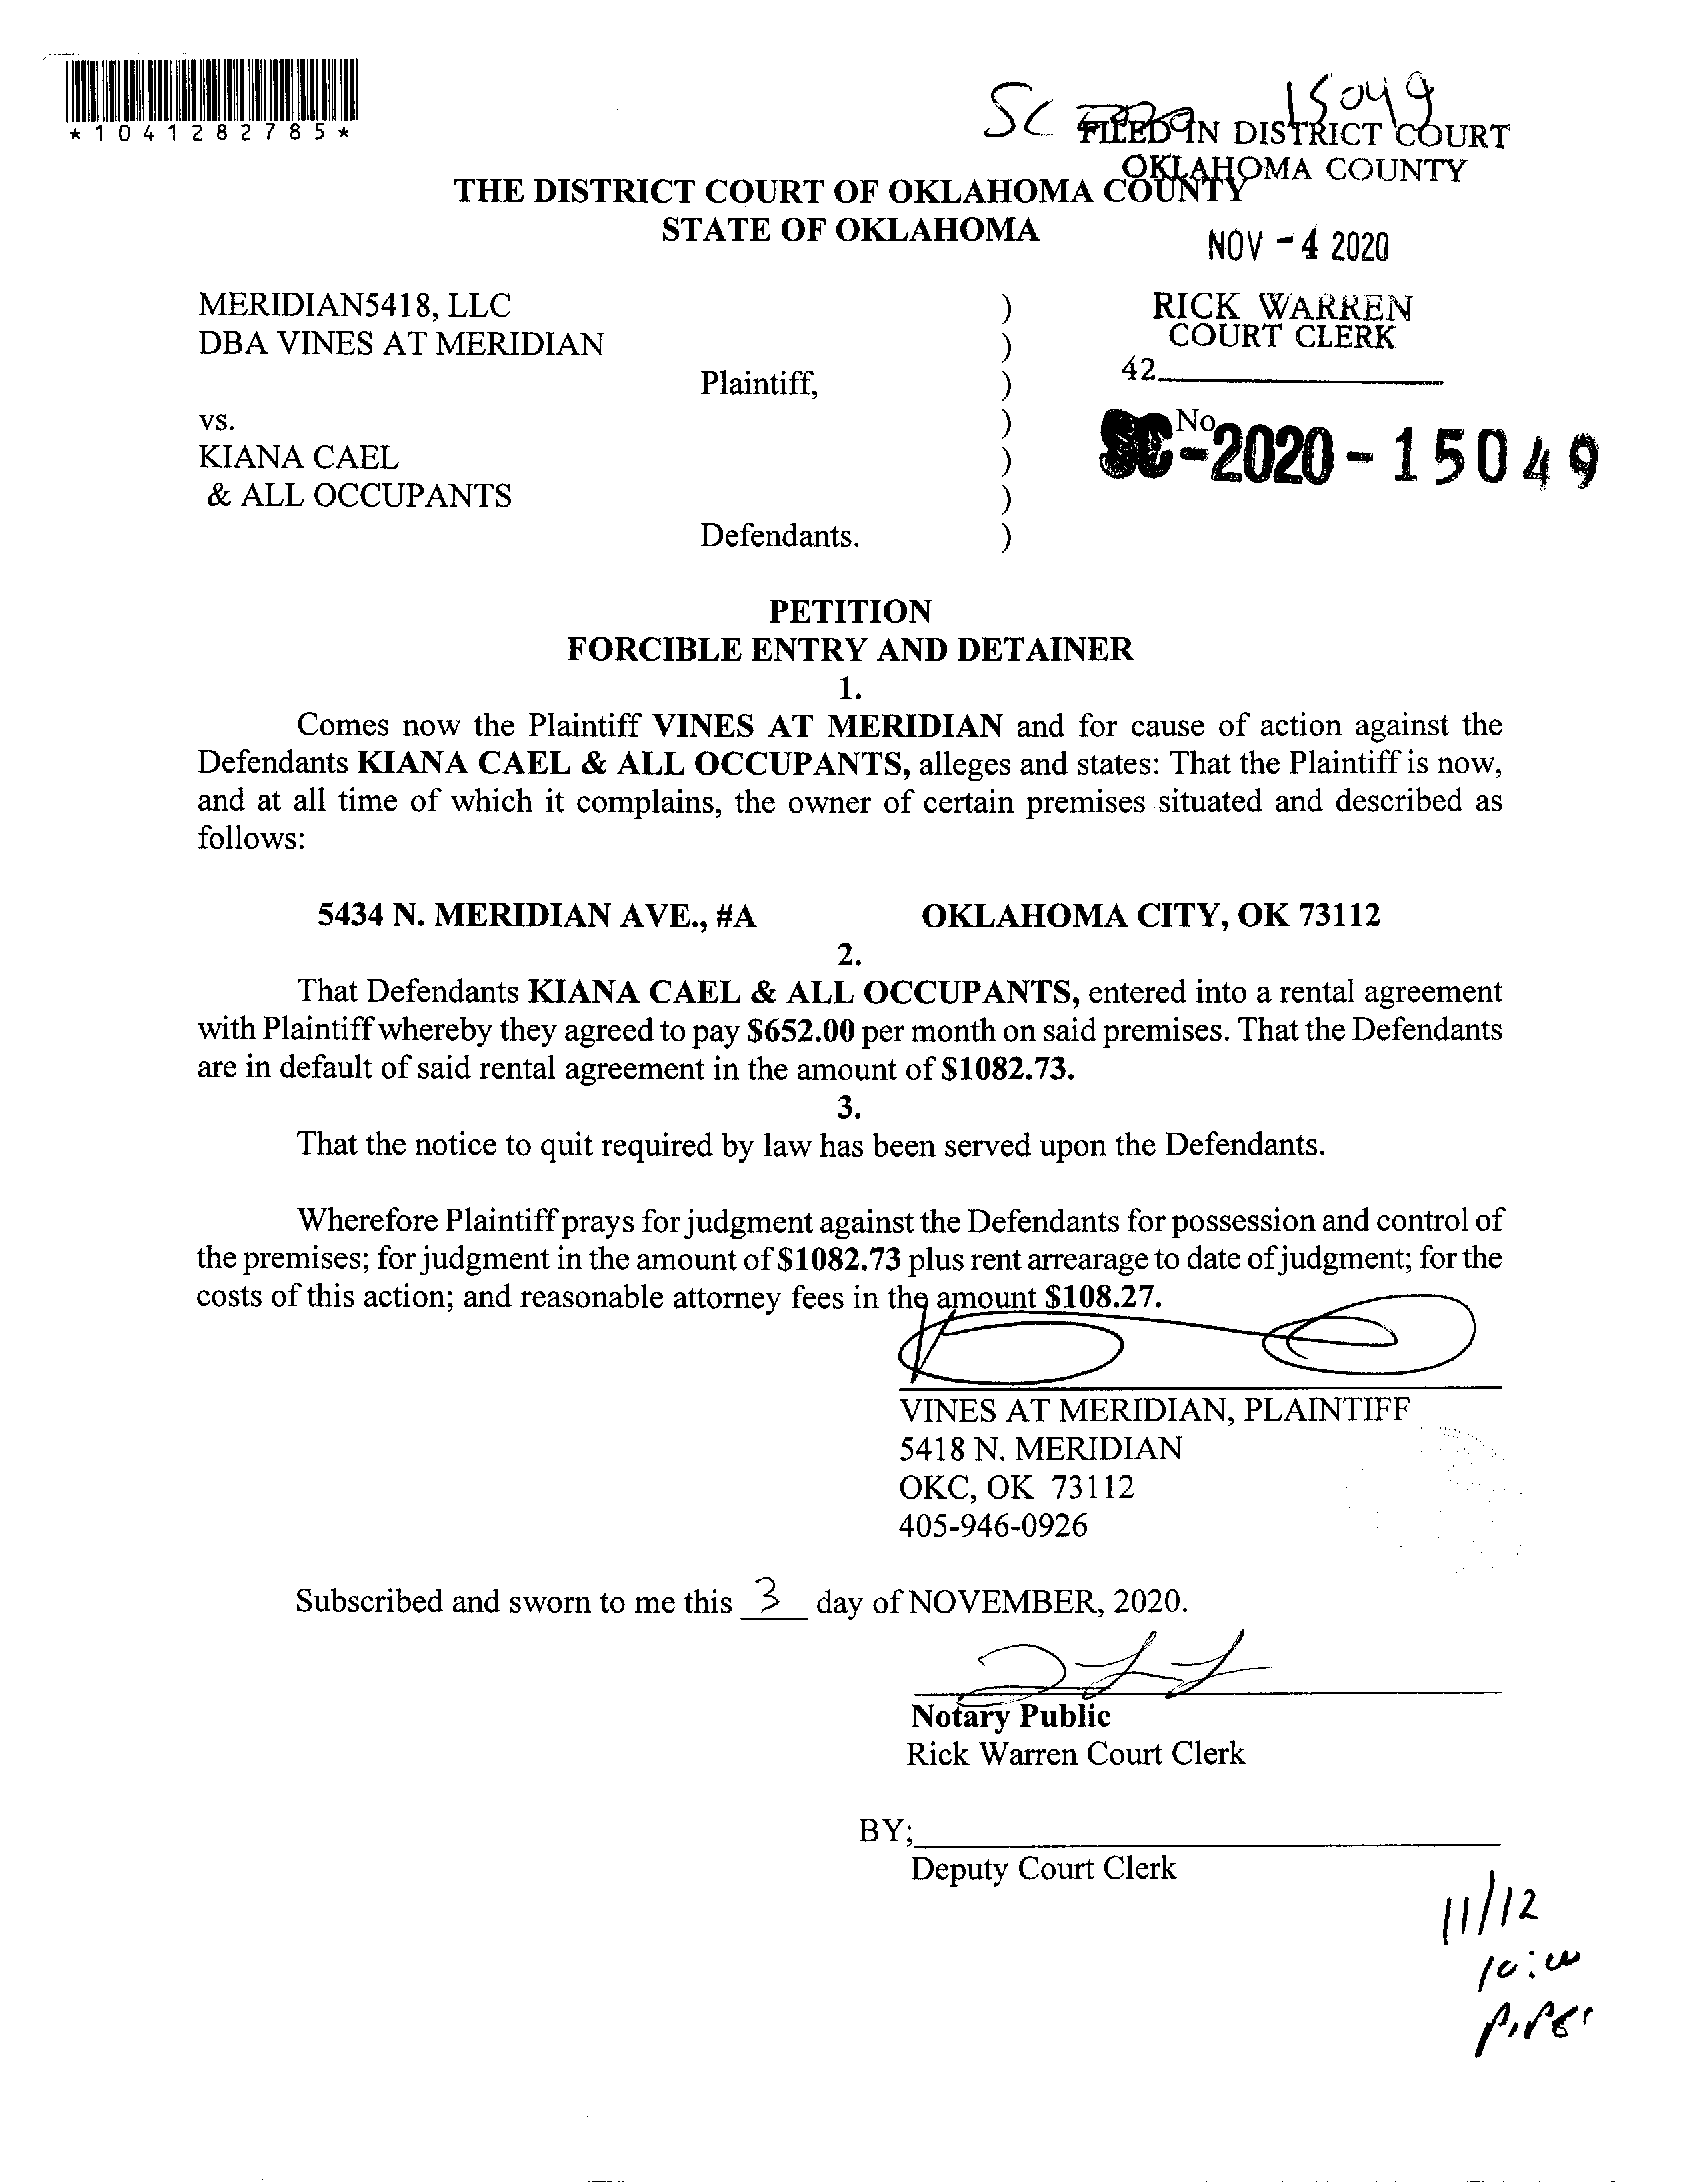 *1041282785*
SC 2020 15049
FILED IN DISTRICT COURT
OKLAHOMA COUNTY
THE DISTRICT COURT OF OKLAHOMA COUNTY
STATE OF OKLAHOMA
NOV - 4 2020
MERIDIAN5418, LLC )
DBA VINES AT MERIDIAN )
RICK WARREN
COURT CLERK
42
Plaintiff, )
vs. )
No.
SC-2020-15049
KIANA CAEL )
& ALL OCCUPANTS )
Defendants. )
PETITION
FORCIBLE ENTRY AND DETAINER
1.
Comes now the Plaintiff VINES AT MERIDIAN and for cause of action against the
Defendants KIANA CAEL & ALL OCCUPANTS, alleges and states: That the Plaintiff is now,
and at all time of which it complains, the owner of certain premises situated and described as
follows:
5434 N. MERIDIAN AVE., #A OKLAHOMA CITY, OK 73112
2.
That Defendants KIANA CAEL & ALL OCCUPANTS, entered into a rental agreement
with Plaintiff whereby they agreed to pay $652.00 per month on said premises. That the Defendants
are in default of said rental agreement in the amount of $1082.73.
3.
That the notice to quit required by law has been served upon the Defendants.
Wherefore Plaintiff prays for judgment against the Defendants for possession and control of
the premises; for judgment in the amount of $1082.73 plus rent arrearage to date of judgment; for the
costs of this action; and reasonable attorney fees in the amount $108.27.
VINES AT MERIDIAN, PLAINTIFF
5418 N. MERIDIAN
OKC, OK 73112
405-946-0926
Subscribed and sworn to me this 3 day of NOVEMBER, 2020.
Notary Public
Rick Warren Court Clerk
BY;
Deputy Court Clerk
11/12
10:00